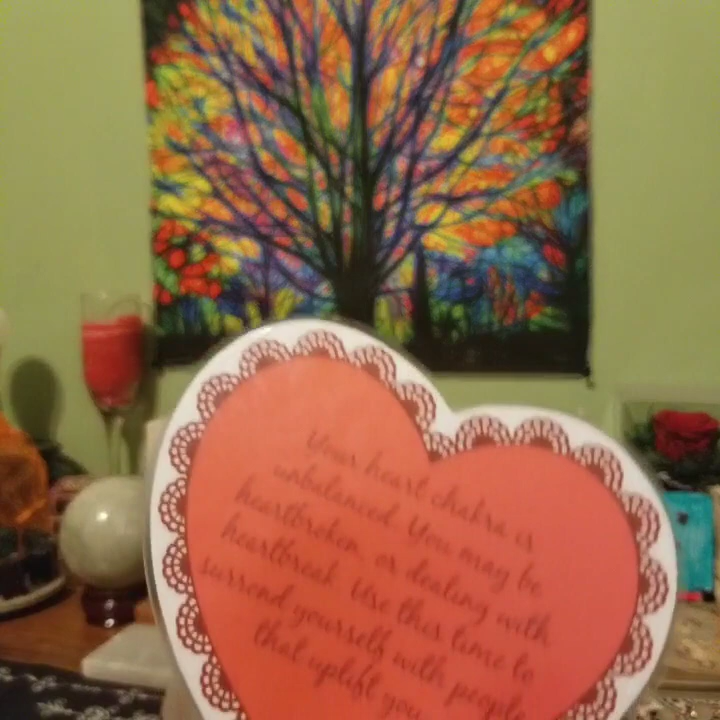 Your heart chakra is
unbalanced. You may be
heartbroken, or dealing with
heartbreak. Use this time to
surrond yourself with people
that uplift you